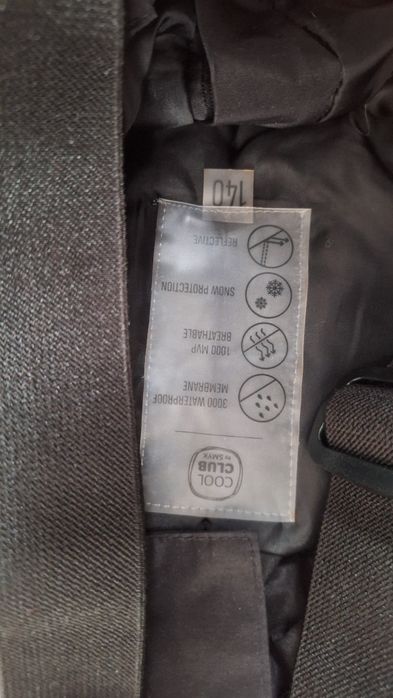 COOL
CLUB
by SMYK
3000 WATERPROOF
MEMBRANE
1000 MVP
BREATHABLE
SNOW PROTECTION
REFLECTIVE
140